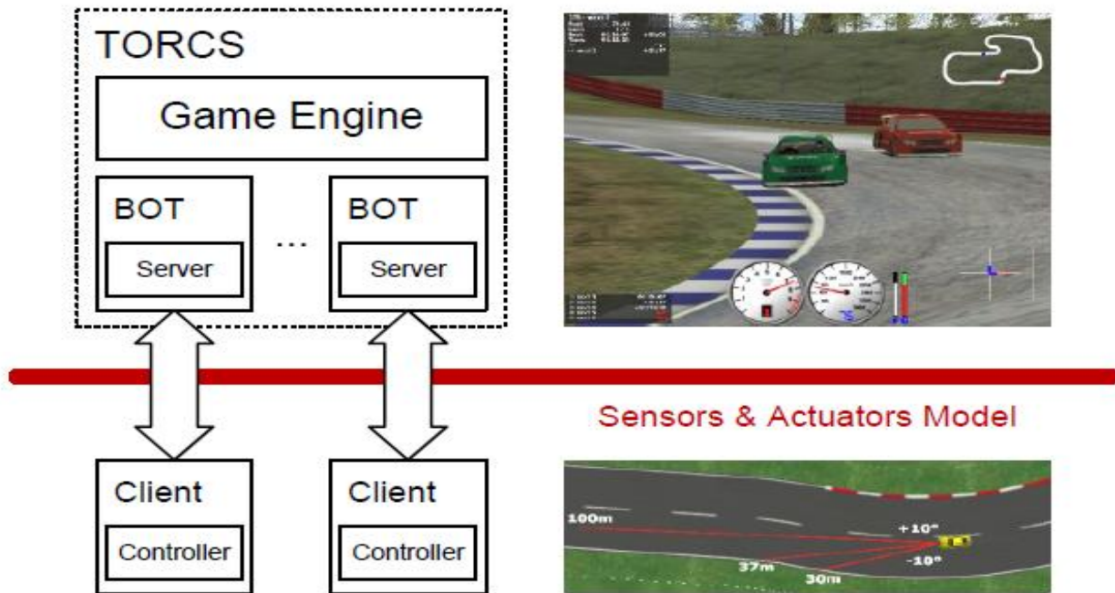 TORCS
Game Engine
BOT
Server
...
BOT
Server
Sensors & Actuators Model
Client
Controller
Client
Controller
100m
+10°
-10°
37m
30m